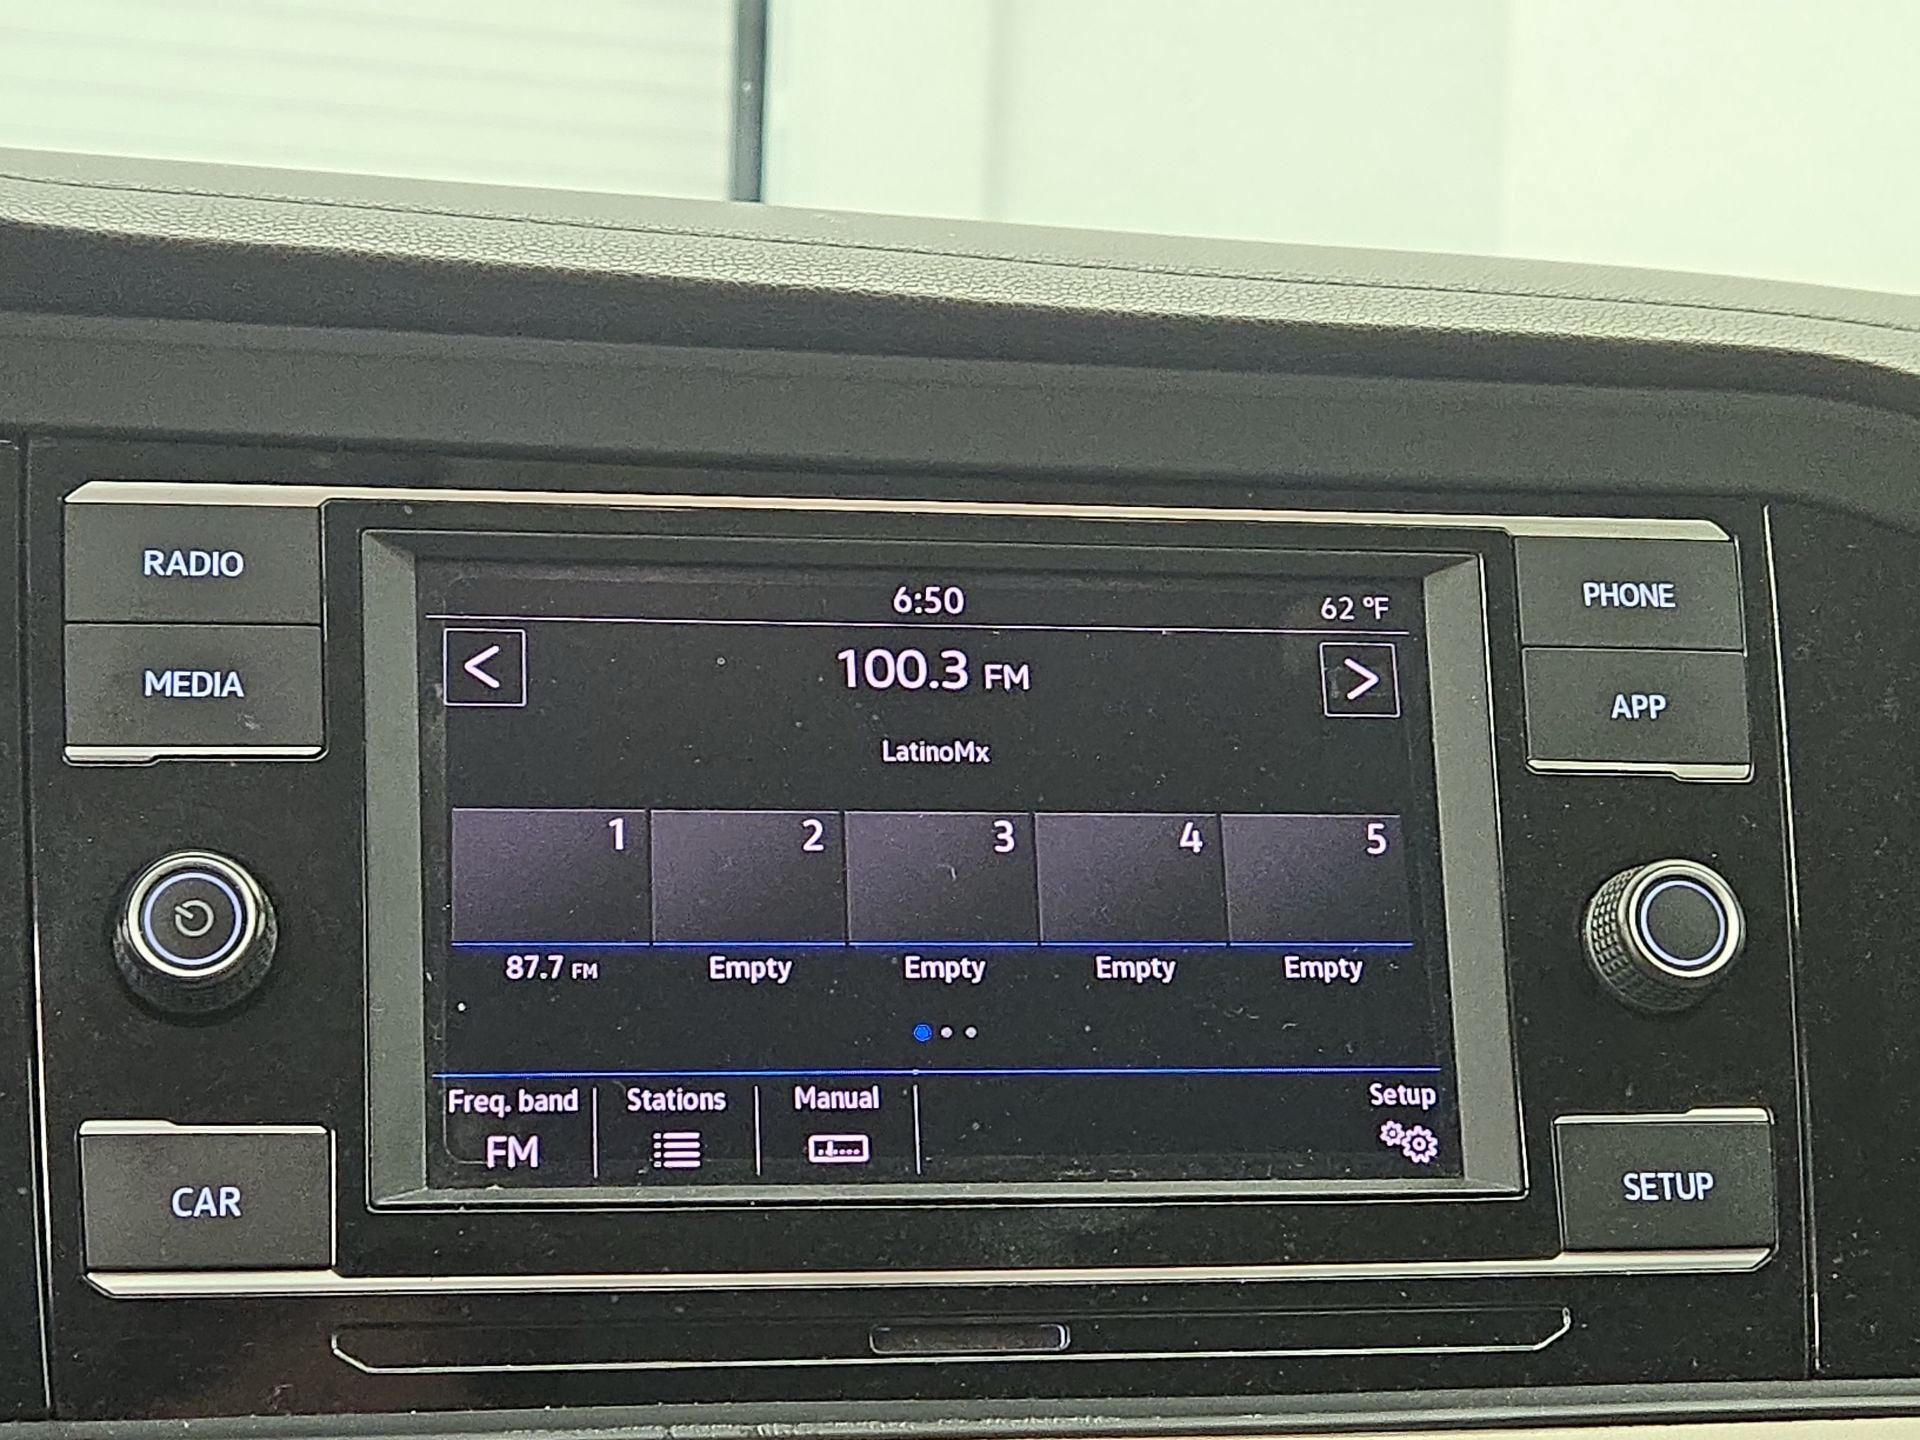 RADIO
MEDIA
CAR
6:50 62 °F
< 100.3 FM >
LatinoMx
1 2 3 4 5
87.7 FM Empty Empty Empty Empty
Freq. band Stations Manual Setup
FM
PHONE
APP
SETUP